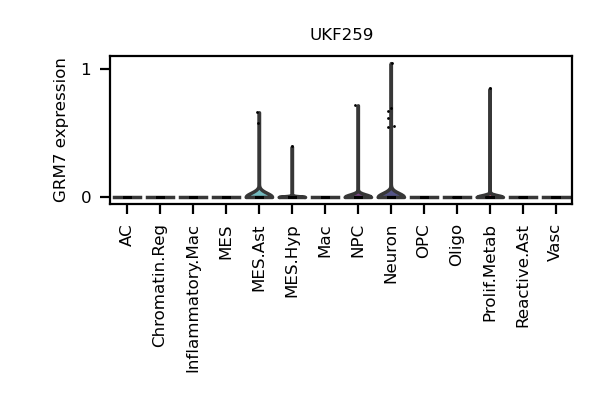 UKF259
GRM7 expression
1
0
AC
Chromatin.Reg
Inflammatory.Mac
MES
MES.Ast
MES.Hyp
Mac
NPC
Neuron
OPC
Oligo
Prolif.Metab
Reactive.Ast
Vasc